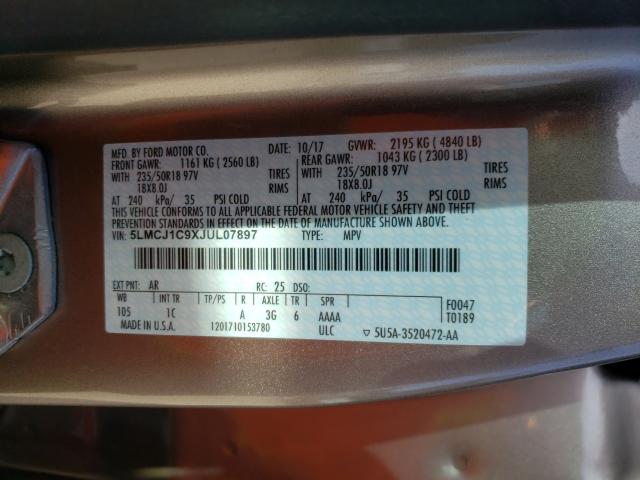 MFD. BY FORD MOTOR CO.
DATE: 10/17 GVWR: 2195 KG ( 4840 LB)
FRONT GAWR: 1161 KG ( 2560 LB) REAR GAWR: 1043 KG ( 2300 LB)
WITH 235/50R18 97V TIRES WITH 235/50R18 97V TIRES
18X8.0J RIMS 18X8.0J RIMS
AT 240 kPa/ 35 PSI COLD AT 240 kPa/ 35 PSI COLD
THIS VEHICLE CONFORMS TO ALL APPLICABLE FEDERAL MOTOR VEHICLE SAFETY AND THEFT
PREVENTION STANDARDS IN EFFECT ON THE DATE OF MANUFACTURE SHOWN ABOVE.
VIN: 5LMCJ1C9XJUL07897 TYPE: MPV
EXT PNT: AR RC: 25 DSO:
WB INT TR TP/PS R AXLE TR SPR F0047
105 1C A 3G 6 AAAA T0189
MADE IN U.S.A. 1201710153780 ULC ▽ 5U5A-3520472-AA